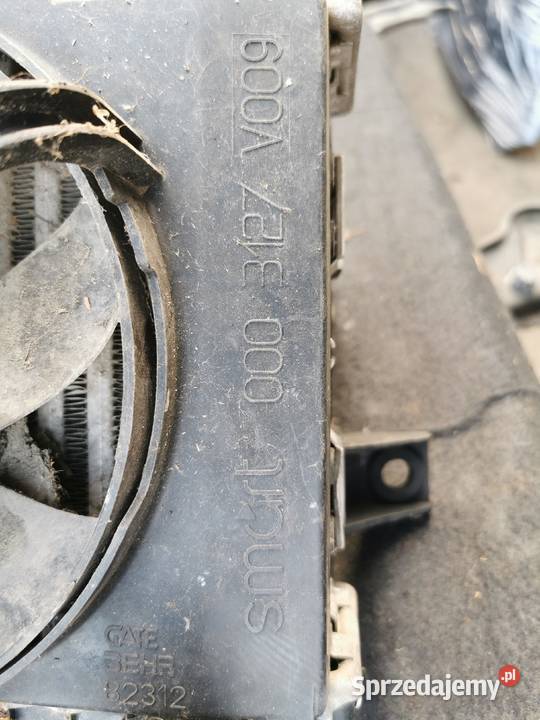 smart 000 3127 V009
GATE
BEHR
82312
Sprzedajemy.pl